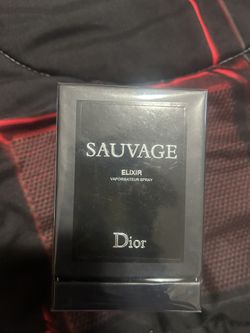 SAUVAGE
ELIXIR
VAPORISATEUR SPRAY
Dior